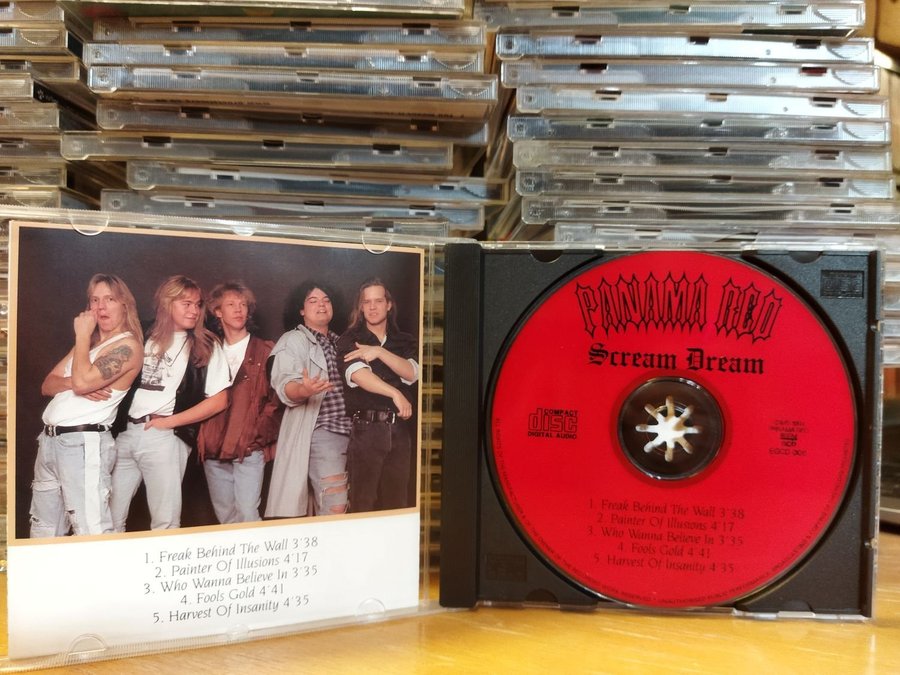 1. Freak Behind The Wall 3'38
2. Painter Of Illusions 4'17
3. Who Wanna Believe In 3'35
4. Fools Gold 4'41
5. Harvest Of Insanity 4'35
PANAMA RED
Scream Dream
COMPACT
disc
DIGITAL AUDIO
1. Freak Behind The Wall 3'38
2. Painter Of Illusions 4'17
3. Who Wanna Believe In 3'35
4. Fools Gold 4'41
5. Harvest Of Insanity 4'35